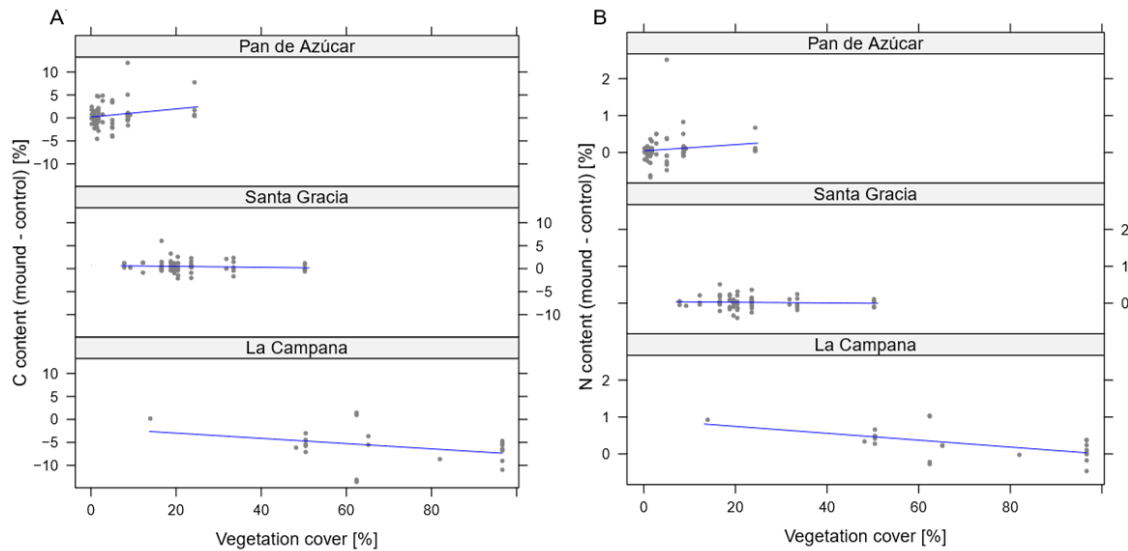 A
Pan de Azúcar
10
5
0
−5
−10
Santa Gracia
10
5
0
−5
−10
La Campana
10
5
0
−5
−10
0 20 40 60 80
Vegetation cover [%]
C content (mound - control) [%]
B
Pan de Azúcar
2
1
0
Santa Gracia
2
1
0
La Campana
2
1
0
0 20 40 60 80
Vegetation cover [%]
N content (mound - control) [%]